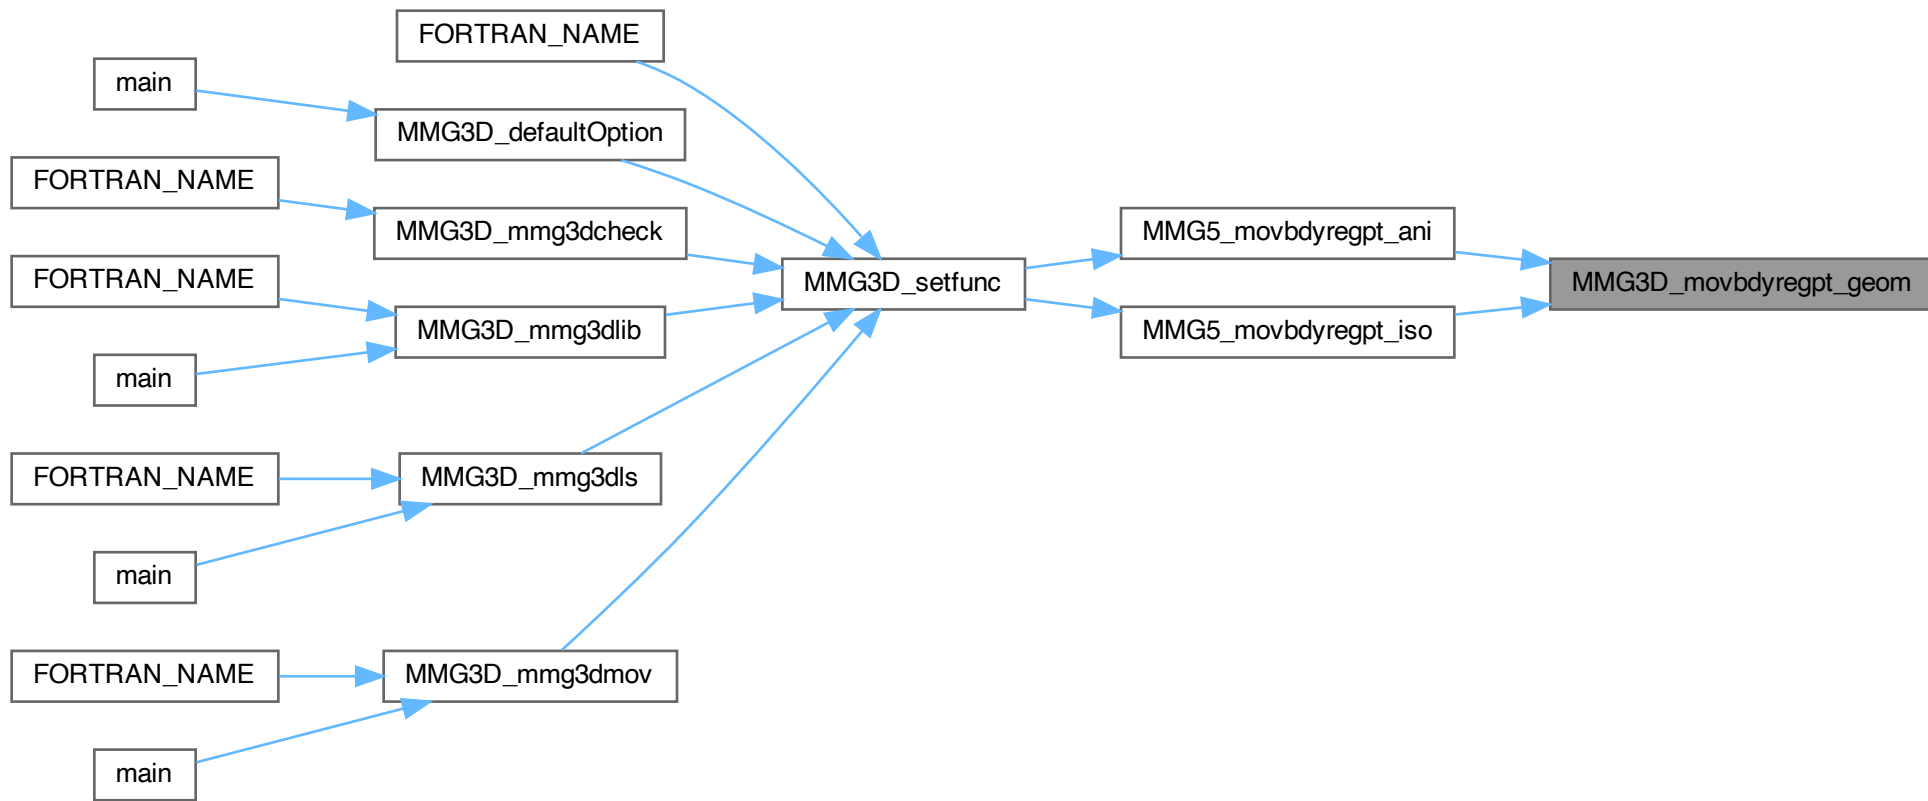 FORTRAN_NAME
main
MMG3D_defaultOption
FORTRAN_NAME
MMG3D_mmg3dcheck
MMG5_movbdyregpt_ani
FORTRAN_NAME
MMG3D_setfunc
MMG3D_movbdyregpt_geom
MMG3D_mmg3dlib
MMG5_movbdyregpt_iso
main
FORTRAN_NAME
MMG3D_mmg3dls
main
FORTRAN_NAME
MMG3D_mmg3dmov
main